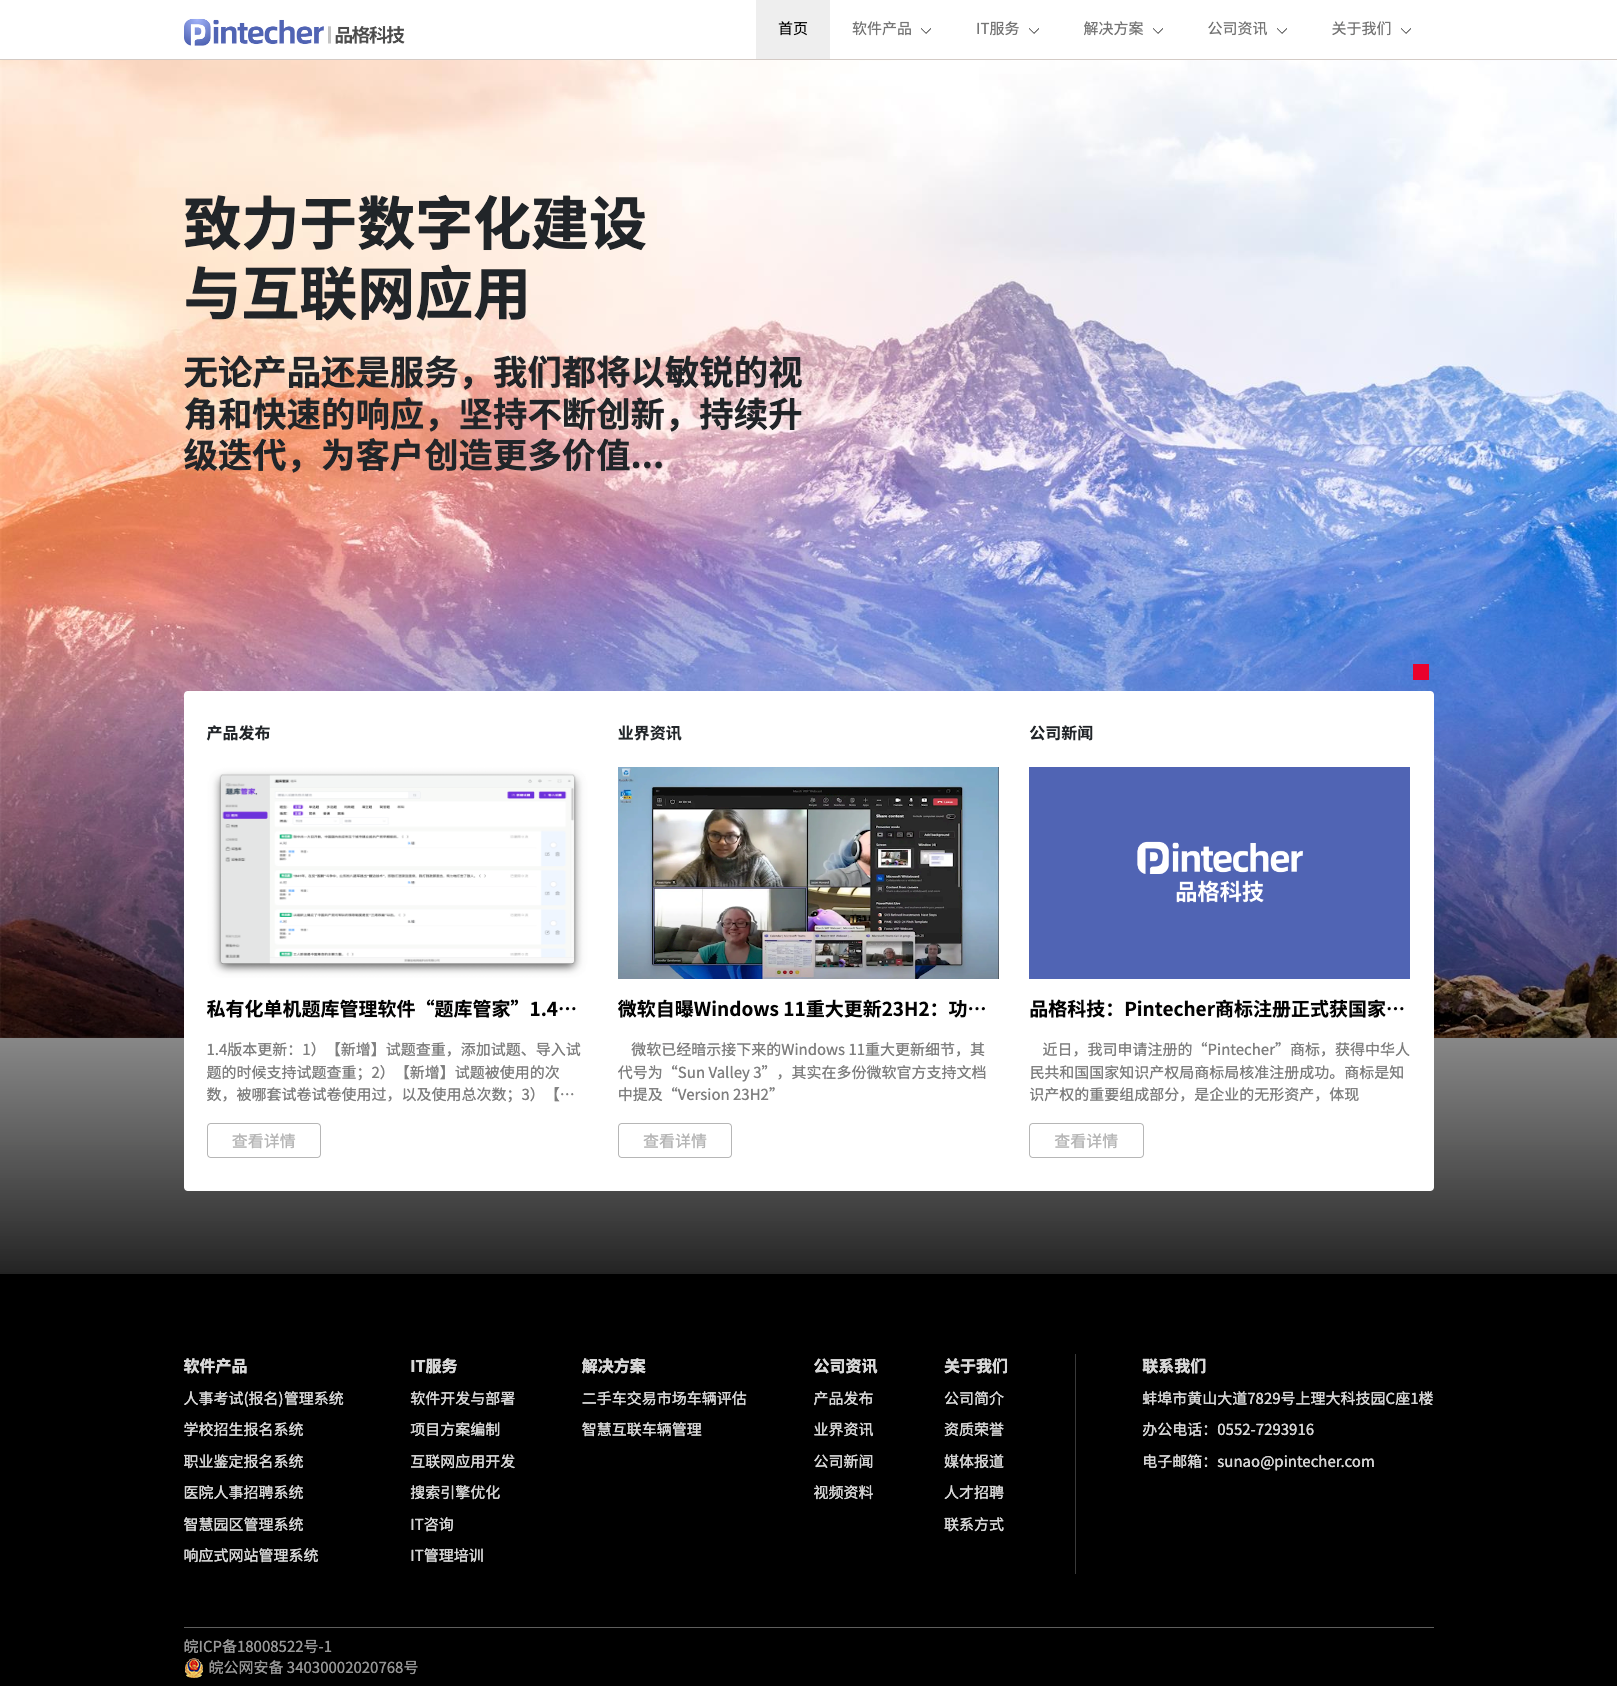 Pintecher 品格科技
首页
软件产品
IT服务
解决方案
公司资讯
关于我们
致力于数字化建设
与互联网应用
无论产品还是服务，我们都将以敏锐的视
角和快速的响应，坚持不断创新，持续升
级迭代，为客户创造更多价值...
产品发布
业界资讯
公司新闻
题库管家.
Share content
Pintecher
品格科技
私有化单机题库管理软件“题库管家”1.4…
微软自曝Windows 11重大更新23H2：功…
品格科技：Pintecher商标注册正式获国家…
1.4版本更新：1）【新增】试题查重，添加试题、导入试
题的时候支持试题查重；2）【新增】试题被使用的次
数，被哪套试卷试卷使用过，以及使用总次数；3）【…
微软已经暗示接下来的Windows 11重大更新细节，其
代号为“Sun Valley 3”，其实在多份微软官方支持文档
中提及“Version 23H2”
近日，我司申请注册的“Pintecher”商标，获得中华人
民共和国国家知识产权局商标局核准注册成功。商标是知
识产权的重要组成部分，是企业的无形资产，体现
查看详情
查看详情
查看详情
软件产品
人事考试(报名)管理系统
学校招生报名系统
职业鉴定报名系统
医院人事招聘系统
智慧园区管理系统
响应式网站管理系统
IT服务
软件开发与部署
项目方案编制
互联网应用开发
搜索引擎优化
IT咨询
IT管理培训
解决方案
二手车交易市场车辆评估
智慧互联车辆管理
公司资讯
产品发布
业界资讯
公司新闻
视频资料
关于我们
公司简介
资质荣誉
媒体报道
人才招聘
联系方式
联系我们
蚌埠市黄山大道7829号上理大科技园C座1楼
办公电话：0552-7293916
电子邮箱：sunao@pintecher.com
皖ICP备18008522号-1
皖公网安备 34030002020768号